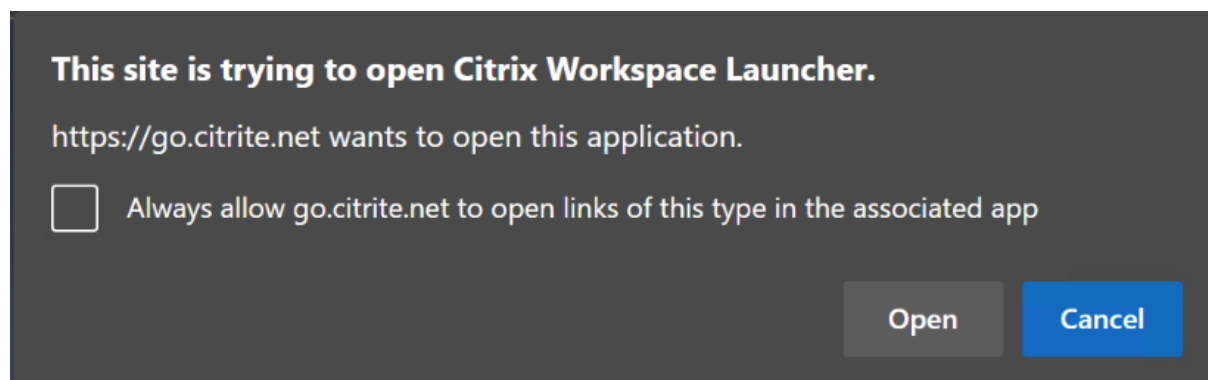 This site is trying to open Citrix Workspace Launcher.
https://go.citrite.net wants to open this application.
Always allow go.citrite.net to open links of this type in the associated app
Open Cancel